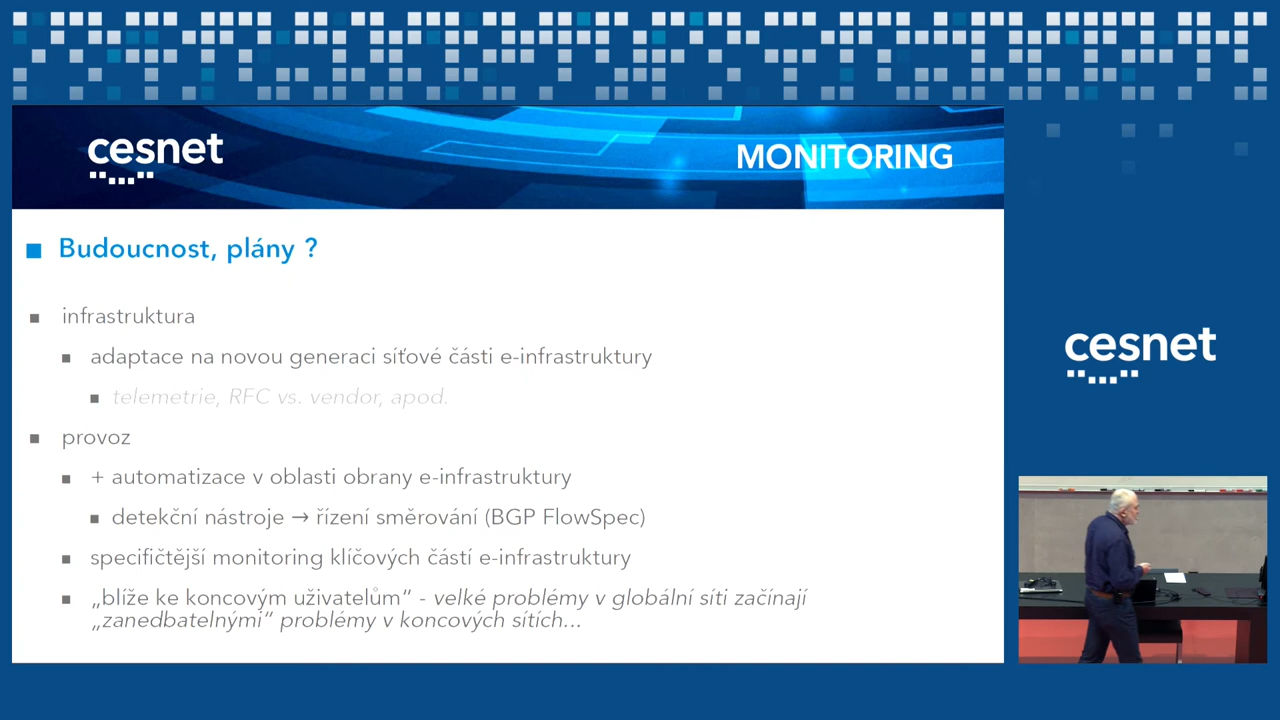 cesnet
MONITORING
Budoucnost, plány ?
infrastruktura
adaptace na novou generaci síťové části e-infrastruktury
telemetrie, RFC vs. vendor, apod.
provoz
+ automatizace v oblasti obrany e-infrastruktury
detekční nástroje → řízení směrování (BGP FlowSpec)
specifičtější monitoring klíčových částí e-infrastruktury
„blíže ke koncovým uživatelům“ - velké problémy v globální síti začínají
„zanedbatelnými“ problémy v koncových sítích...
cesnet